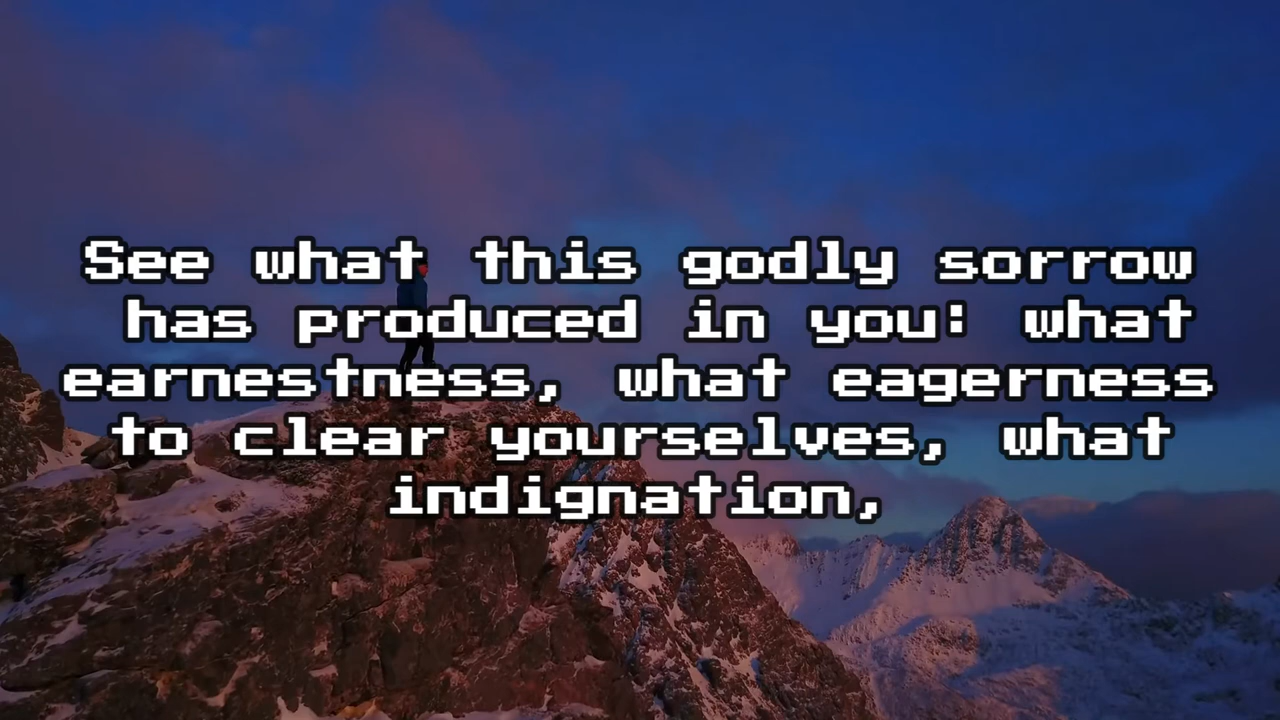 See what this godly sorrow
has produced in you: what
earnestness, what eagerness
to clear yourselves, what
indignation,